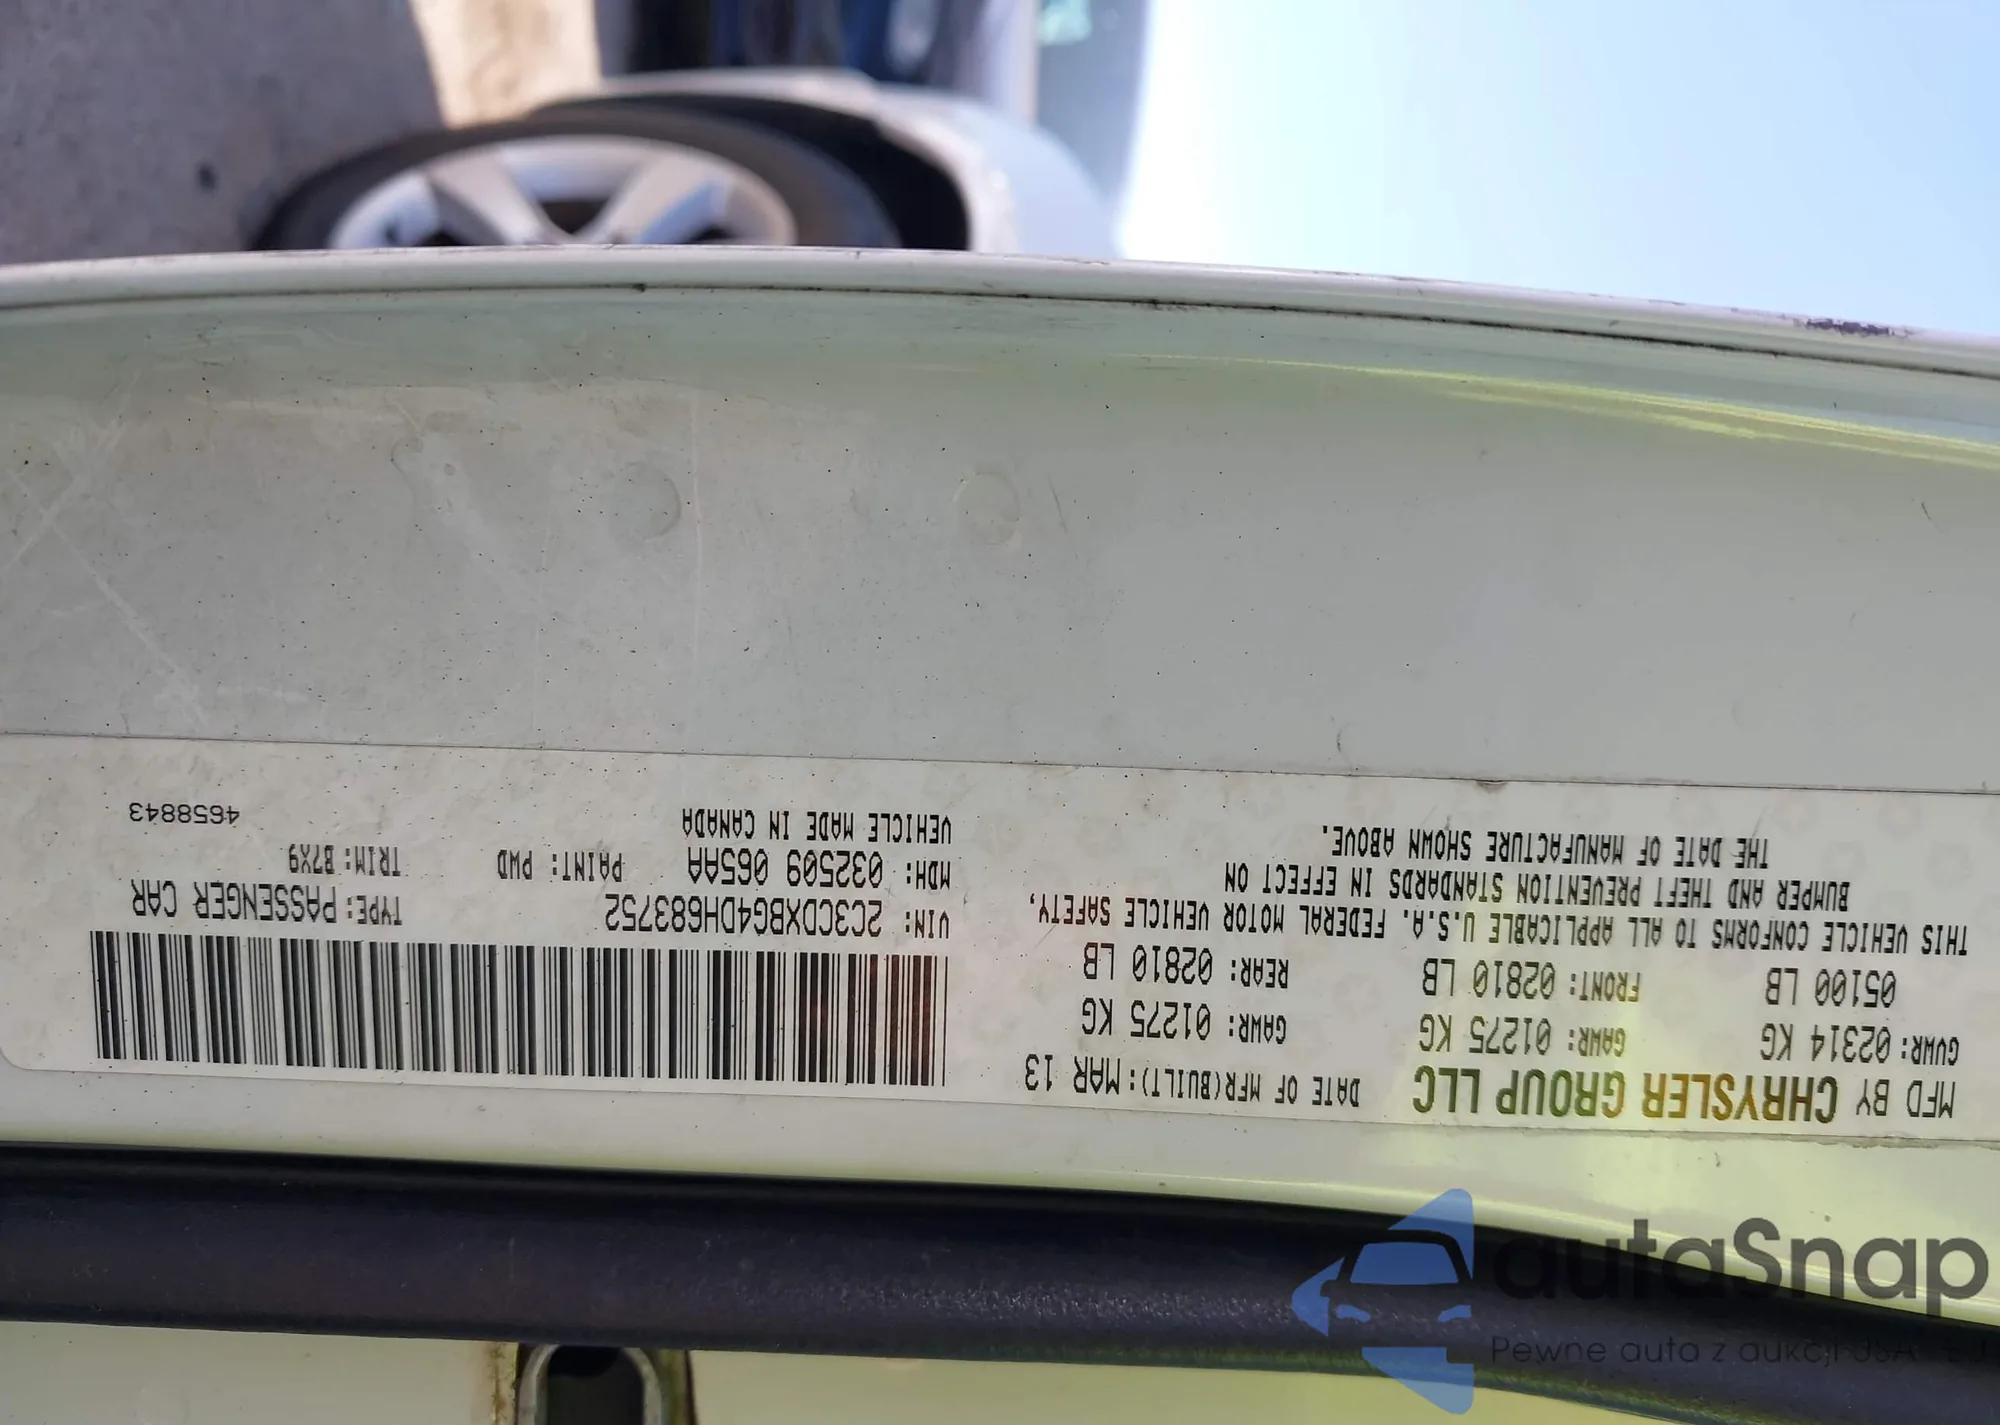 MFD BY CHRYSLER GROUP LLC
DATE OF MFR(BUILT): MAR 13
GVWR: 02314 KG
GAWR: 01275 KG
GAWR: 01275 KG
05100 LB
FRONT: 02810 LB
REAR: 02810 LB
THIS VEHICLE CONFORMS TO ALL APPLICABLE U.S.A. FEDERAL MOTOR VEHICLE SAFETY,
BUMPER AND THEFT PREVENTION STANDARDS IN EFFECT ON
THE DATE OF MANUFACTURE SHOWN ABOVE.
VIN: 2C3CDXBG4DH683752
TYPE: PASSENGER CAR
MDH: 032509 065AA
PAINT: PWD
TRIM: B7X9
VEHICLE MADE IN CANADA
4658843
autaSnap
Pewne auta z aukcji USA